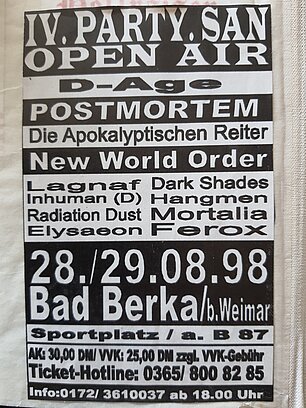 IV. PARTY. SAN
OPEN AIR
D-Age
POSTMORTEM
Die Apokalyptischen Reiter
New World Order
Lagnaf Dark Shades
Inhuman (D) Hangmen
Radiation Dust Mortalia
Elysaeon Ferox
28./29.08.98
Bad Berka/b.Weimar
Sportplatz / a. B 87
AK: 30,00 DM/ VVK: 25,00 DM zzgl. VVK-Gebühr
Ticket-Hotline: 0365/ 800 82 85
Info:0172/ 3610037 ab 18.00 Uhr